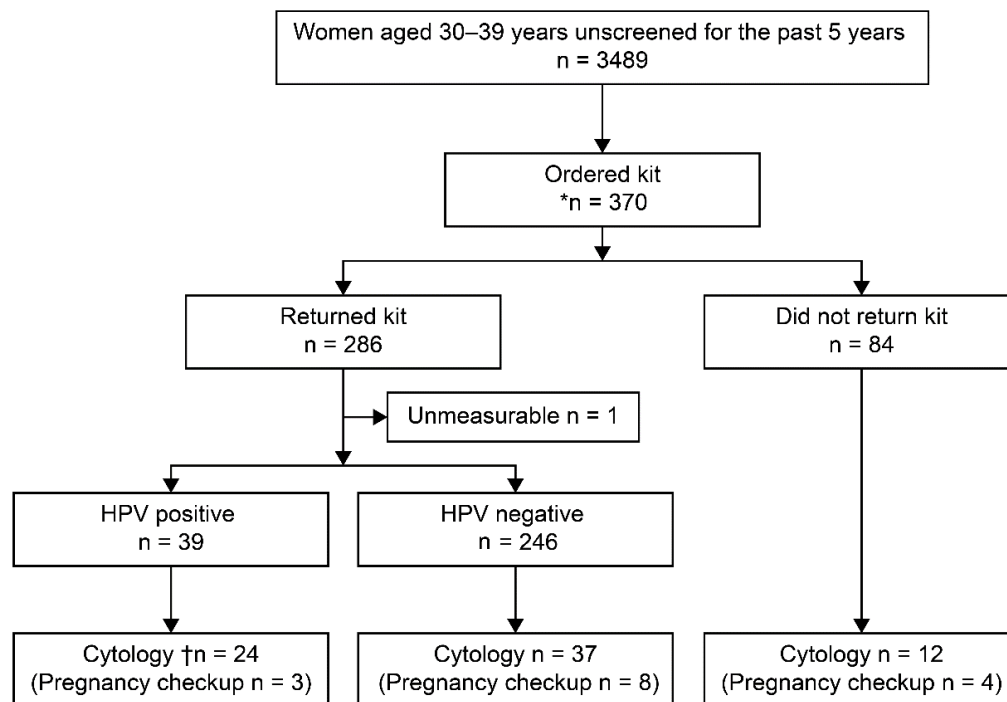 Women aged 30–39 years unscreened for the past 5 years
n = 3489
Ordered kit
*n = 370
Returned kit
n = 286
Did not return kit
n = 84
Unmeasurable n = 1
HPV positive
n = 39
HPV negative
n = 246
Cytology †n = 24
(Pregnancy checkup n = 3)
Cytology n = 37
(Pregnancy checkup n = 8)
Cytology n = 12
(Pregnancy checkup n = 4)